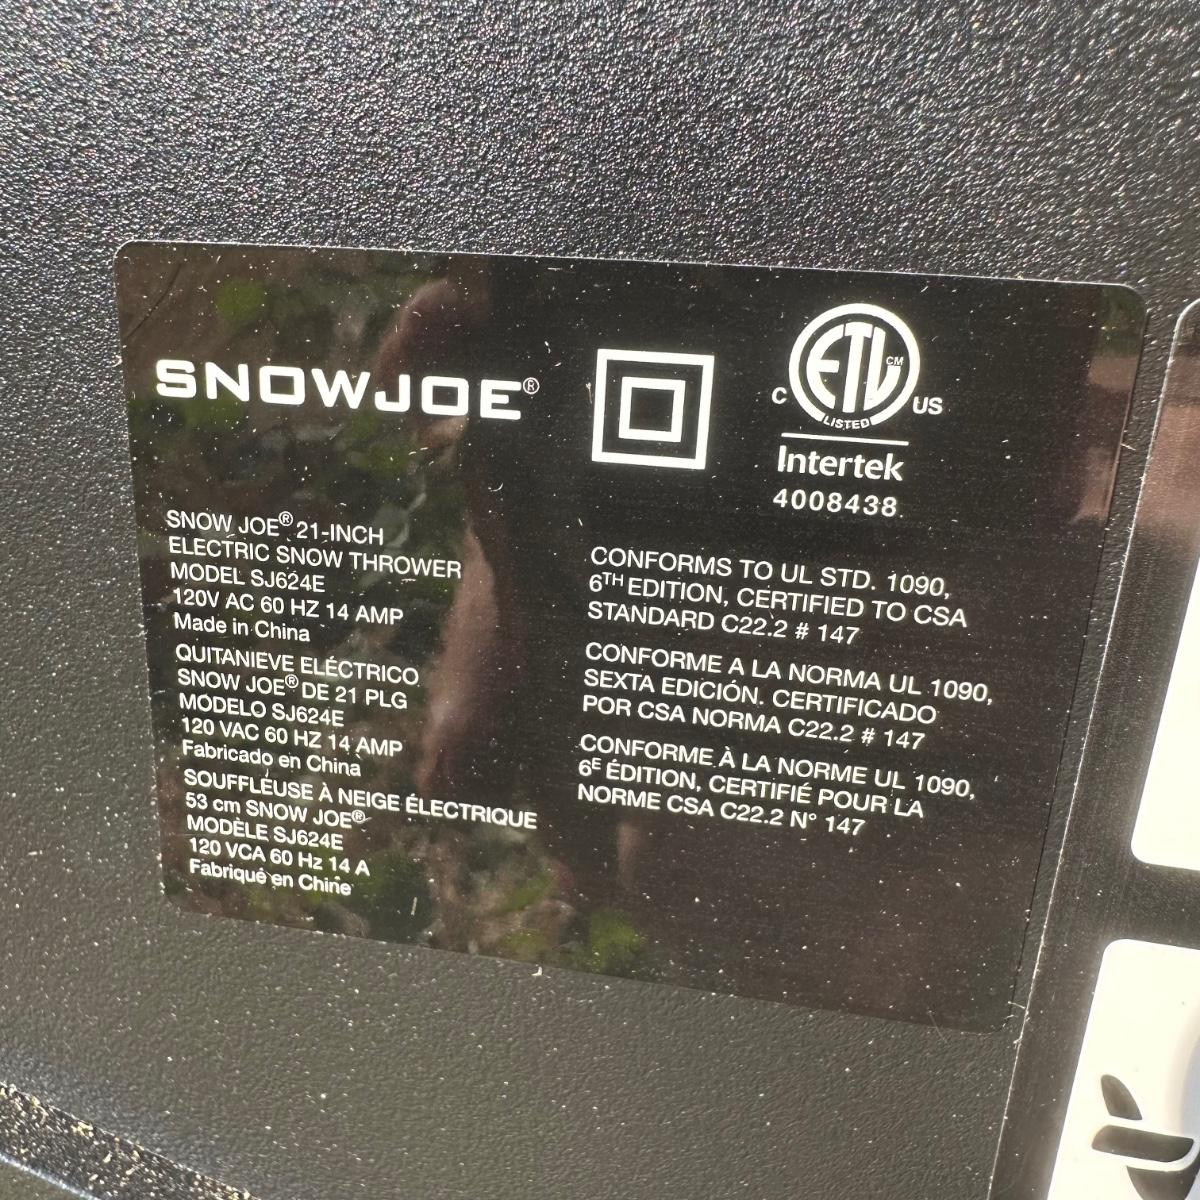 SNOWJOE®
SNOW JOE® 21-INCH
ELECTRIC SNOW THROWER
MODEL SJ624E
120V AC 60 HZ 14 AMP
Made in China
QUITANIEVE ELÉCTRICO
SNOW JOE® DE 21 PLG
MODELO SJ624E
120 VAC 60 HZ 14 AMP
Fabricado en China
SOUFFLEUSE À NEIGE ÉLECTRIQUE
53 cm SNOW JOE®
MODÈLE SJ624E
120 VCA 60 Hz 14 A
Fabriqué en Chine
ETL CM
C US
LISTED
Intertek
4008438
CONFORMS TO UL STD. 1090,
6TH EDITION, CERTIFIED TO CSA
STANDARD C22.2 # 147
CONFORME A LA NORMA UL 1090,
SEXTA EDICIÓN. CERTIFICADO
POR CSA NORMA C22.2 # 147
CONFORME À LA NORME UL 1090,
6E ÉDITION, CERTIFIÉ POUR LA
NORME CSA C22.2 N° 147